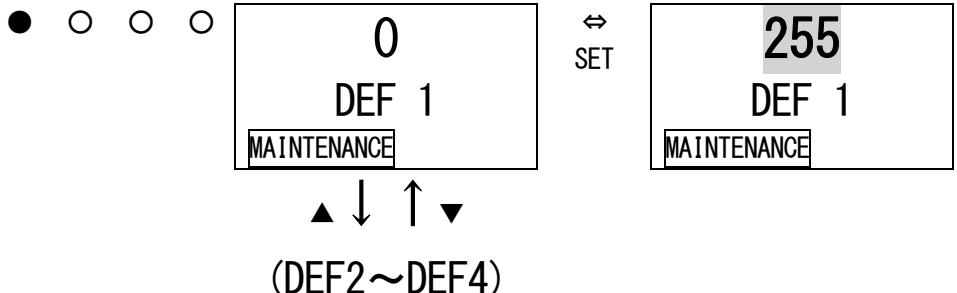 ● ○ ○ ○
0
DEF 1
MAINTENANCE
⇔
SET
255
DEF 1
MAINTENANCE
▲↓ ↑▼
(DEF2～DEF4)